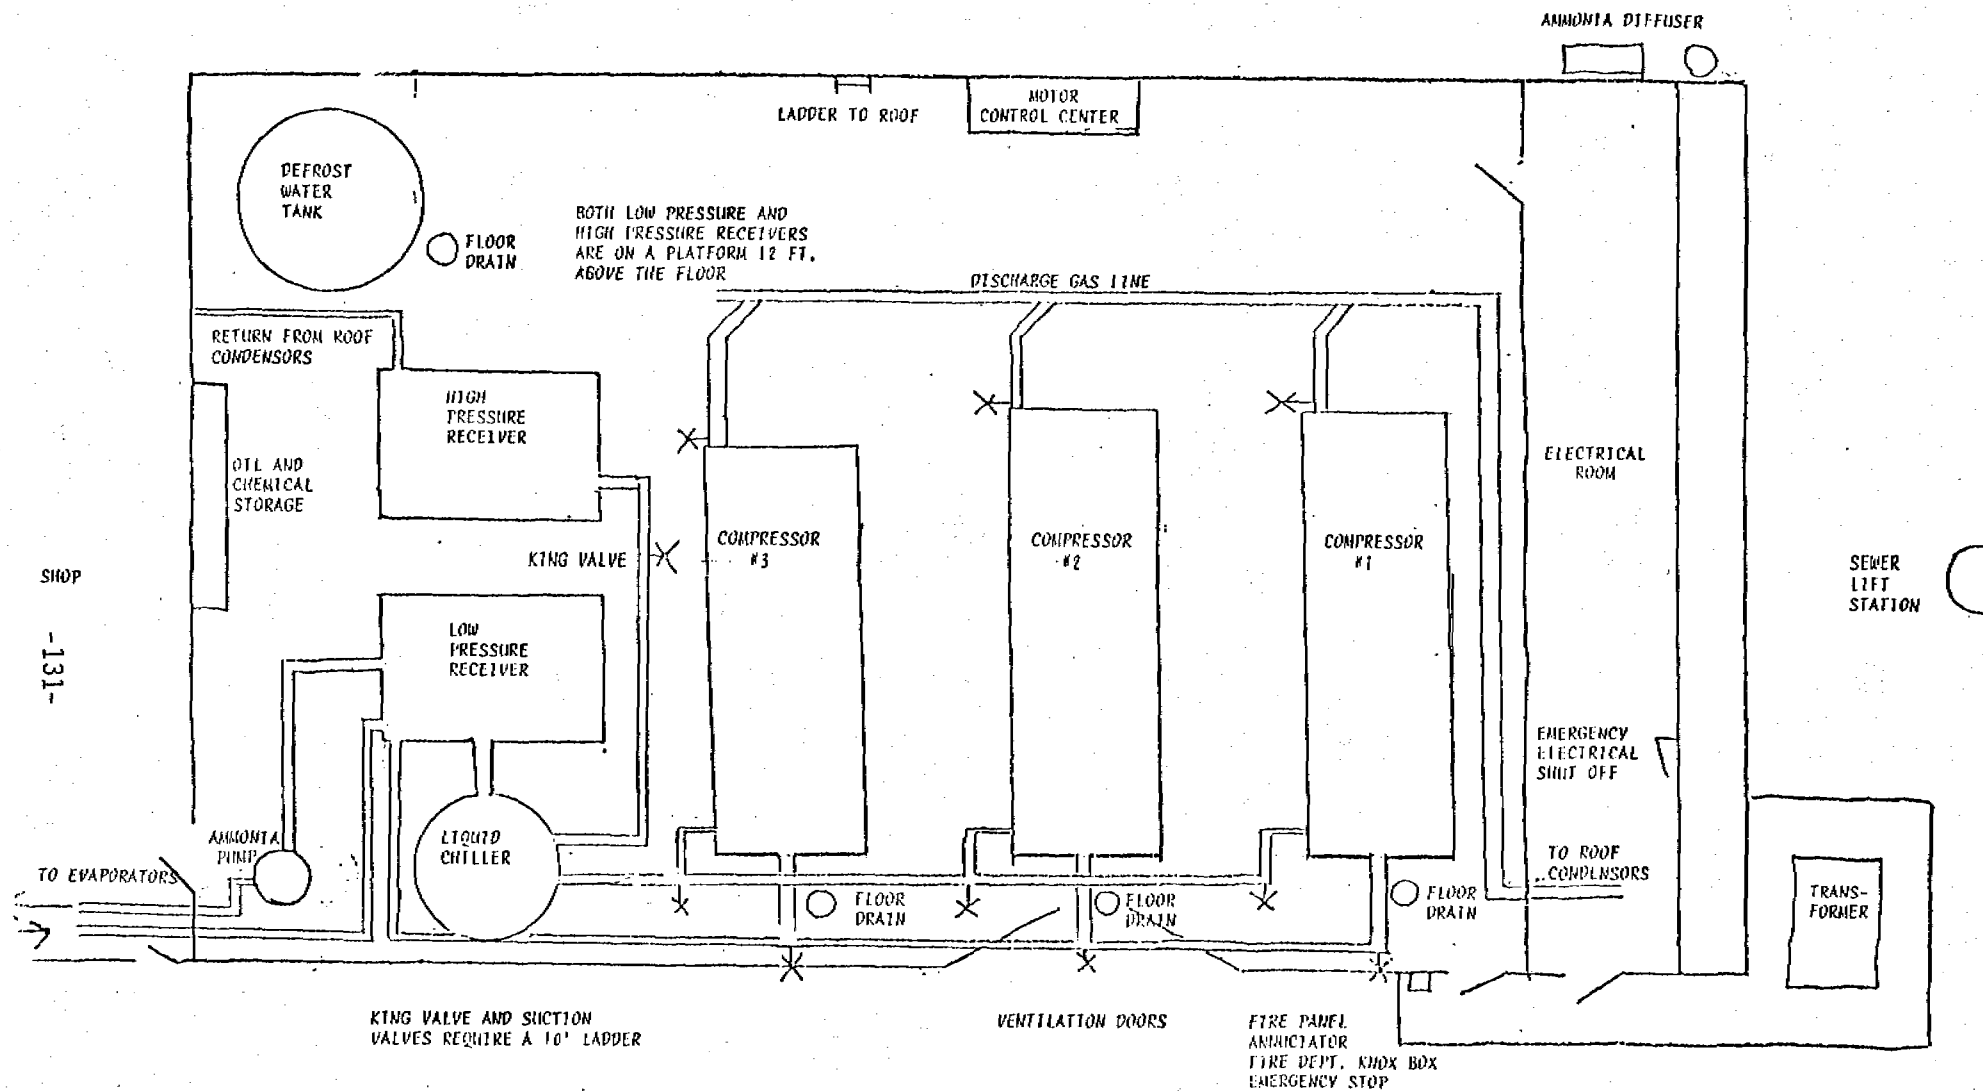 AMMONIA DIFFUSER
LADDER TO ROOF
MOTOR
CONTROL CENTER
DEFROST
WATER
TANK
FLOOR
DRAIN
BOTH LOW PRESSURE AND
HIGH PRESSURE RECEIVERS
ARE ON A PLATFORM 12 FT.
ABOVE THE FLOOR
DISCHARGE GAS LINE
RETURN FROM ROOF
CONDENSORS
HIGH
PRESSURE
RECEIVER
OIL AND
CHEMICAL
STORAGE
ELECTRICAL
ROOM
KING VALVE
COMPRESSOR
#3
COMPRESSOR
#2
COMPRESSOR
#1
SHOP
SEWER
LIFT
STATION
-131-
LOW
PRESSURE
RECEIVER
EMERGENCY
ELECTRICAL
SHUT OFF
AMMONIA
PUMP
LIQUID
CHILLER
TO EVAPORATORS
TO ROOF
CONDENSORS
FLOOR
DRAIN
FLOOR
DRAIN
FLOOR
DRAIN
TRANS-
FORMER
KING VALVE AND SUCTION
VALVES REQUIRE A 10' LADDER
VENTILATION DOORS
FIRE PANEL
ANNUCIATOR
FIRE DEPT. KNOX BOX
EMERGENCY STOP